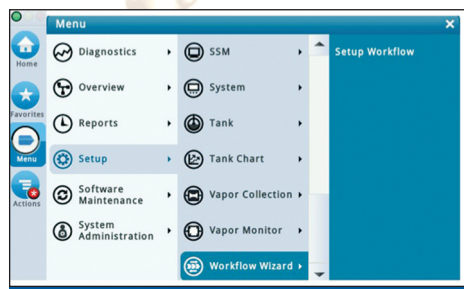 Menu
Home
Favorites
Menu
Actions
Diagnostics
Overview
Reports
Setup
Software
Maintenance
System
Administration
SSM
System
Tank
Tank Chart
Vapor Collection
Vapor Monitor
Workflow Wizard
Setup Workflow